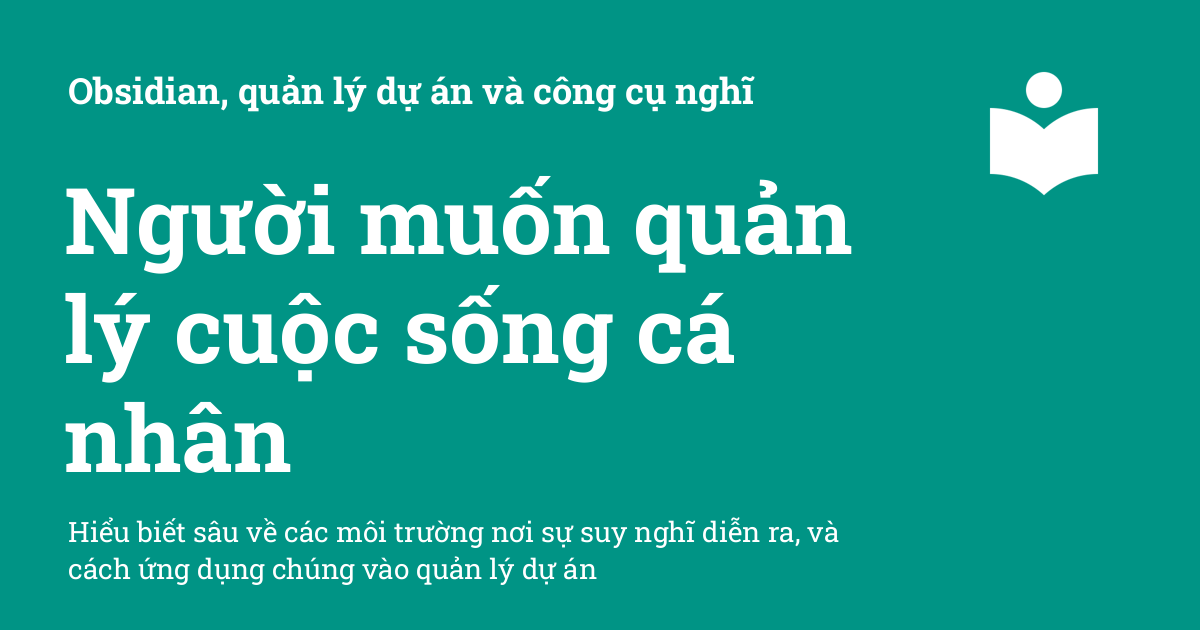 Obsidian, quản lý dự án và công cụ nghĩ
Người muốn quản
lý cuộc sống cá
nhân
Hiểu biết sâu về các môi trường nơi sự suy nghĩ diễn ra, và
cách ứng dụng chúng vào quản lý dự án